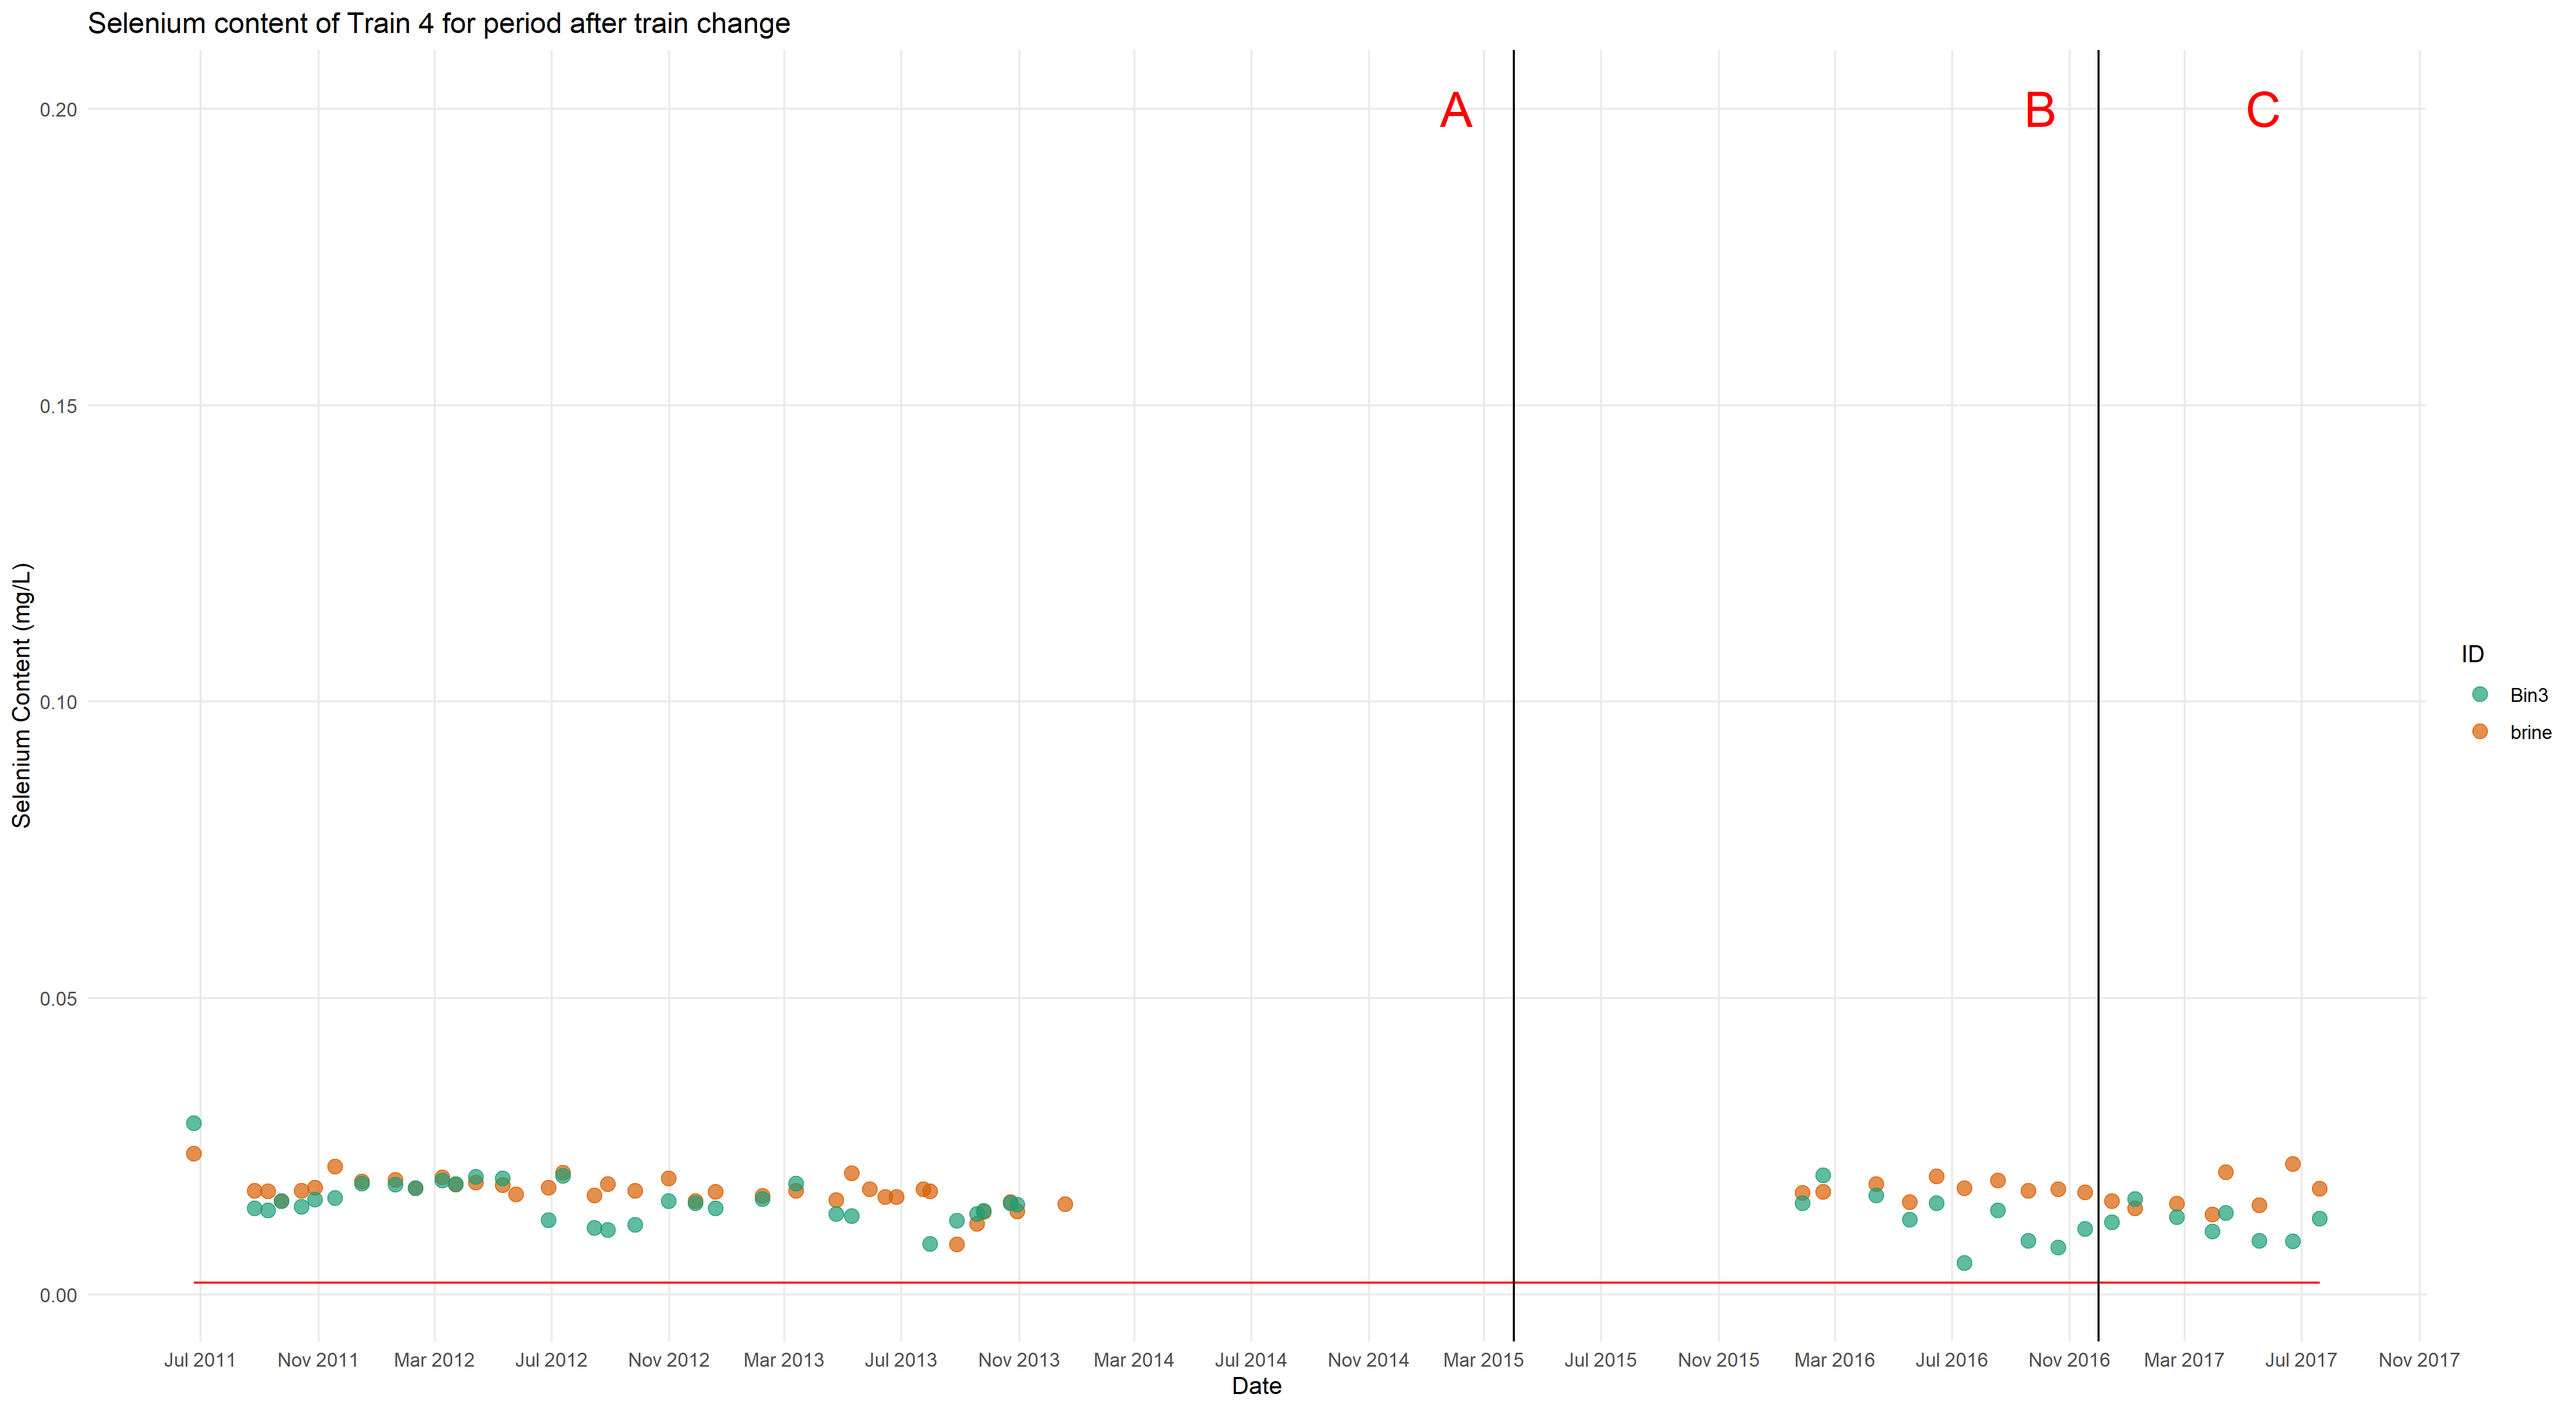 Selenium content of Train 4 for period after train change
Selenium Content (mg/L)
0.20
0.15
0.10
0.05
0.00
A
B
C
ID
Bin3
brine
Jul 2011
Nov 2011
Mar 2012
Jul 2012
Nov 2012
Mar 2013
Jul 2013
Nov 2013
Mar 2014
Jul 2014
Nov 2014
Mar 2015
Jul 2015
Nov 2015
Mar 2016
Jul 2016
Nov 2016
Mar 2017
Jul 2017
Nov 2017
Date